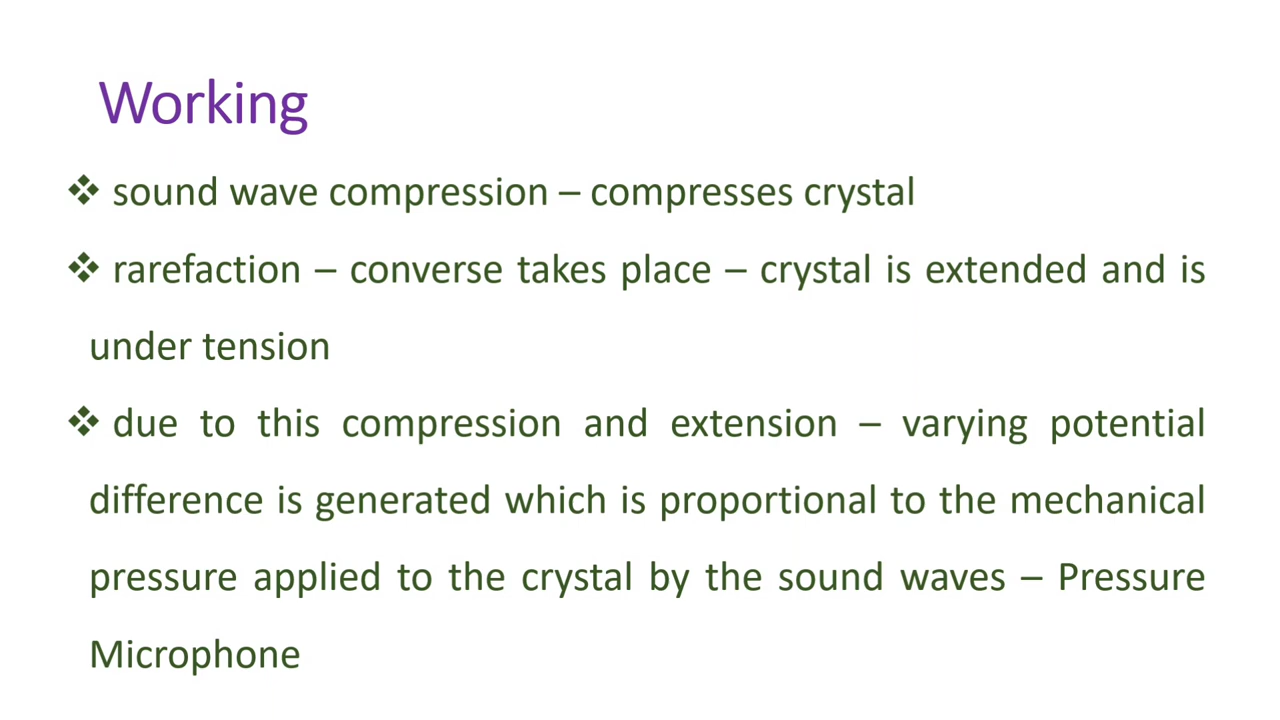 Working
❖ sound wave compression – compresses crystal
❖ rarefaction – converse takes place – crystal is extended and is
under tension
❖ due to this compression and extension – varying potential
difference is generated which is proportional to the mechanical
pressure applied to the crystal by the sound waves – Pressure
Microphone